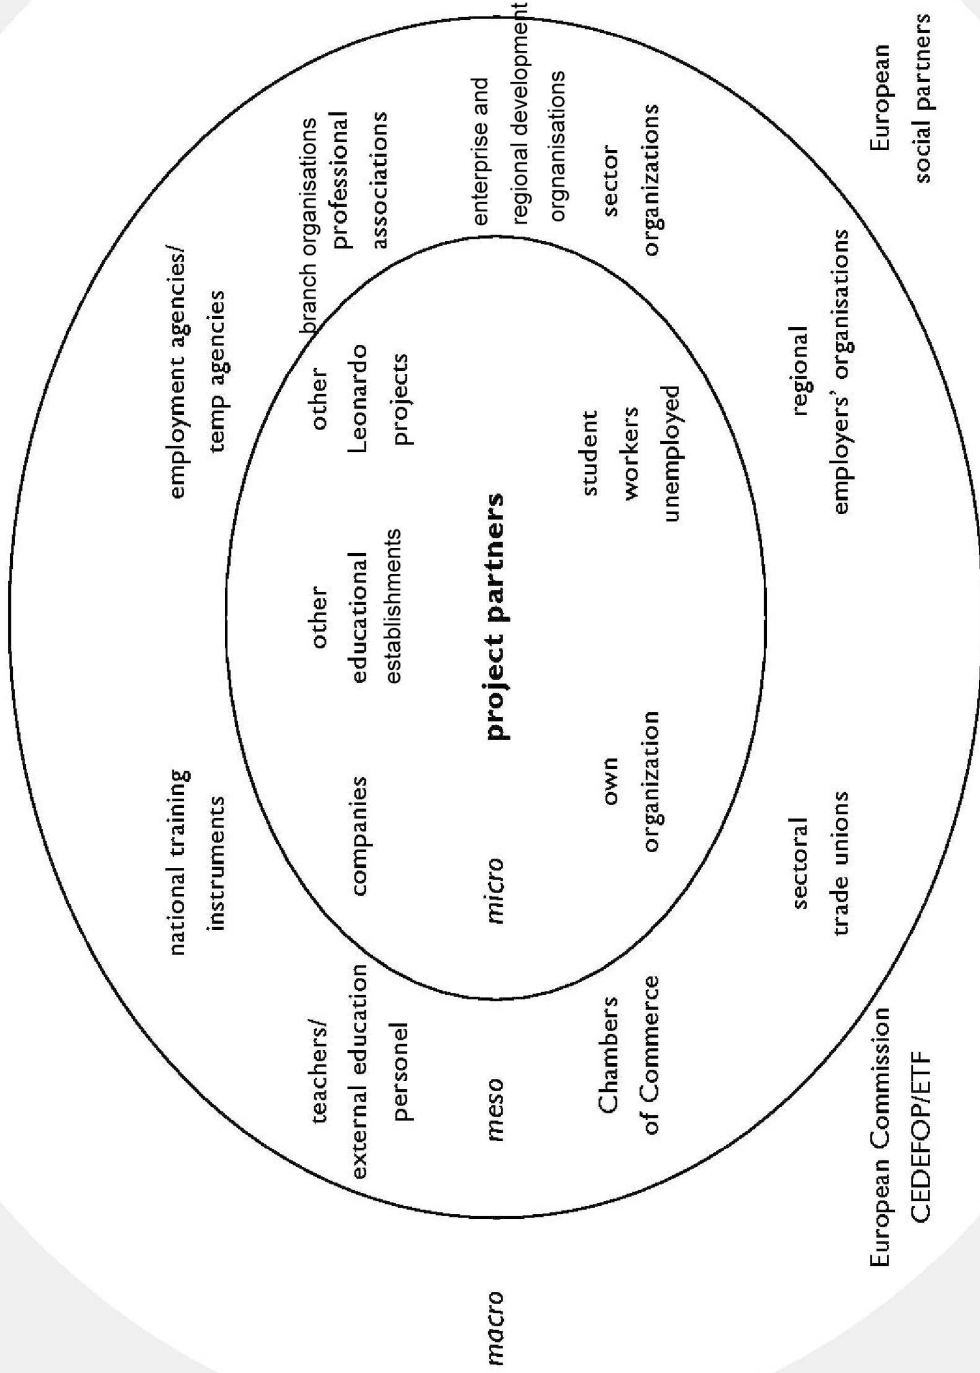 national training
instruments
employment agencies/
temp agencies
teachers/
external education
personel
companies
other
educational
establishments
other
Leonardo
projects
branch organisations
professional
associations
macro
meso
micro
project partners
enterprise and
regional development
orgnanisations
Chambers
of Commerce
own
organization
student
workers
unemployed
sector
organizations
sectoral
trade unions
regional
employers' organisations
European Commission
CEDEFOP/ETF
European
social partners